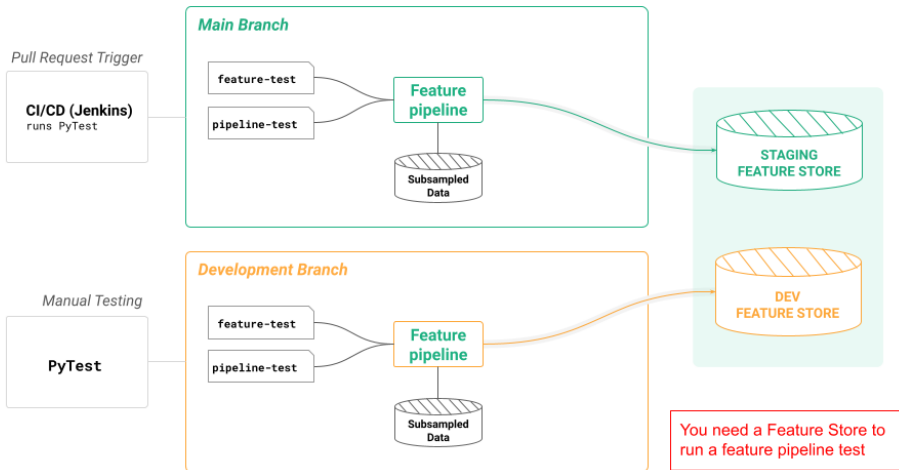 Main Branch
Pull Request Trigger
CI/CD (Jenkins)
runs PyTest
feature-test
pipeline-test
Feature
pipeline
Subsampled
Data
STAGING
FEATURE STORE
Development Branch
Manual Testing
PyTest
feature-test
pipeline-test
Feature
pipeline
Subsampled
Data
DEV
FEATURE STORE
You need a Feature Store to
run a feature pipeline test